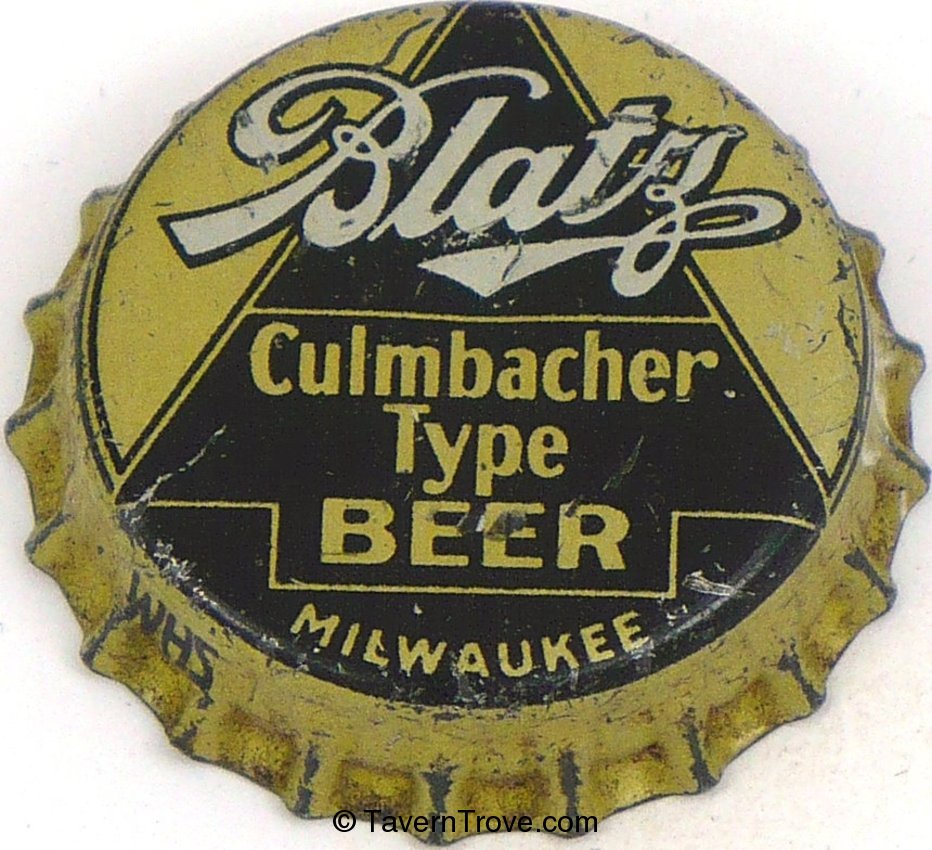 Blatz
Culmbacher
Type
BEER
MILWAUKEE
WHS
© TavernTrove.com